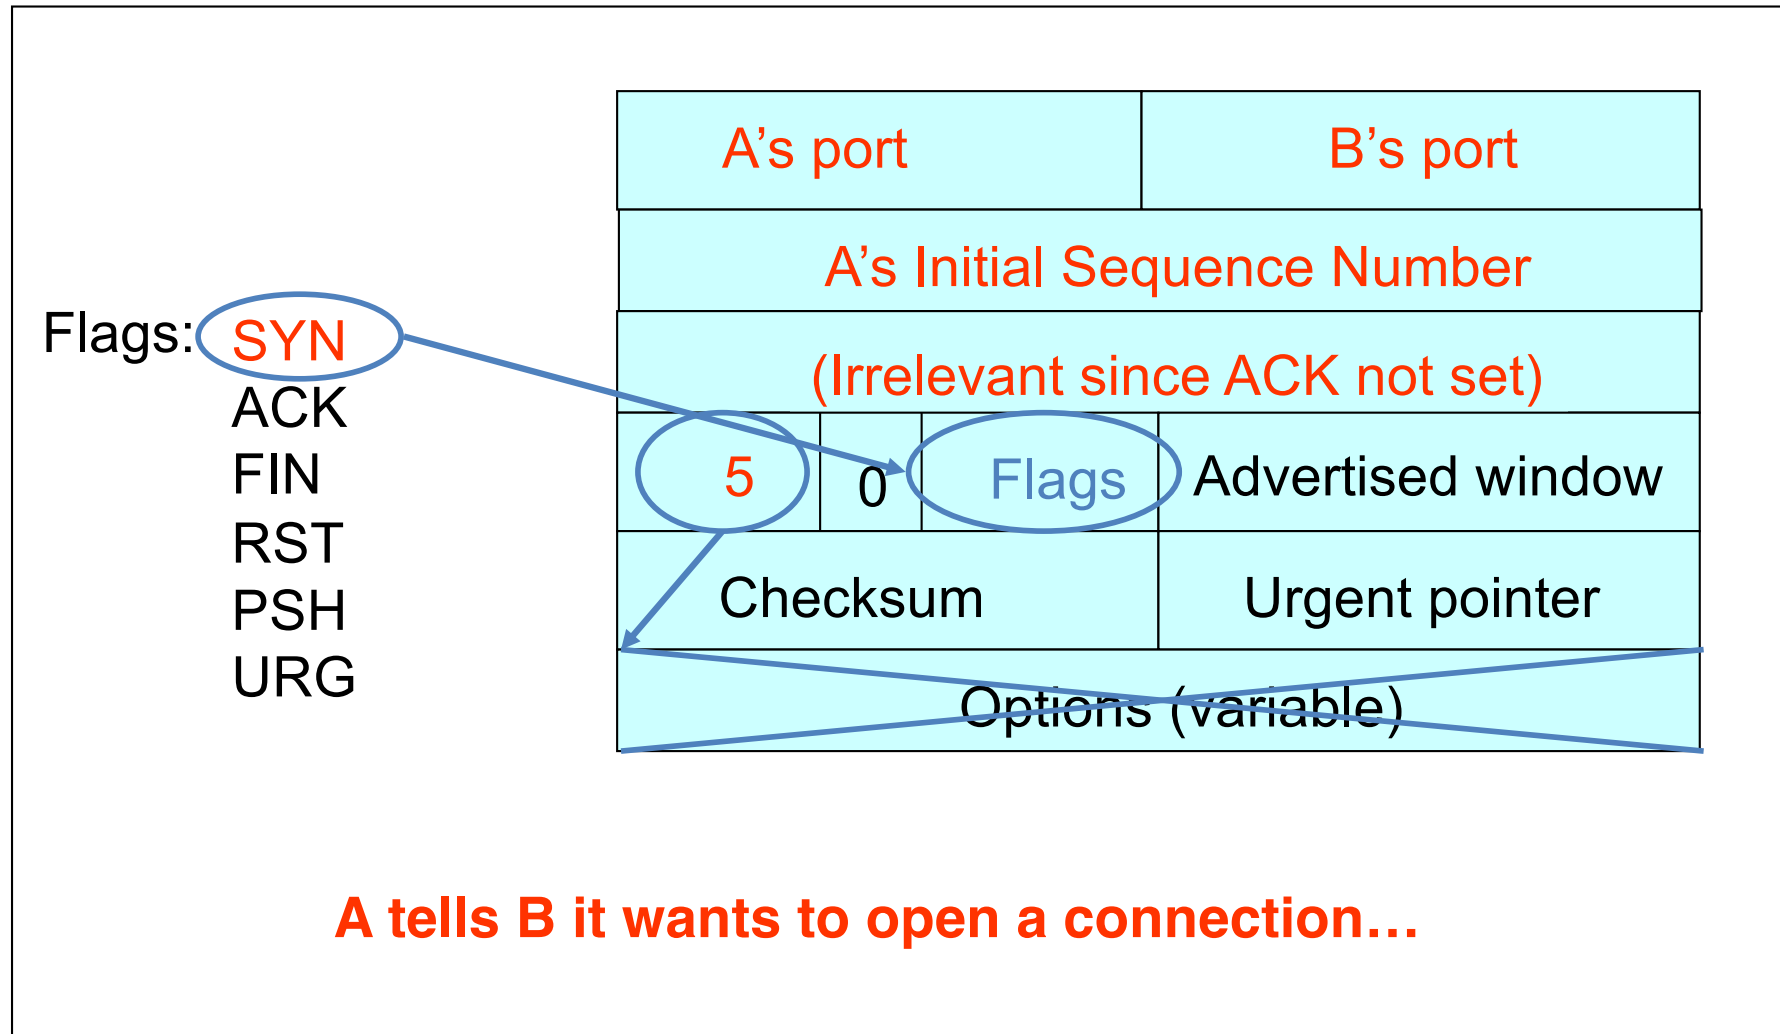 A’s port
B’s port
A’s Initial Sequence Number
(Irrelevant since ACK not set)
Flags: SYN
ACK
FIN
RST
PSH
URG
5
0
Flags
Advertised window
Checksum
Urgent pointer
Options (variable)
A tells B it wants to open a connection…